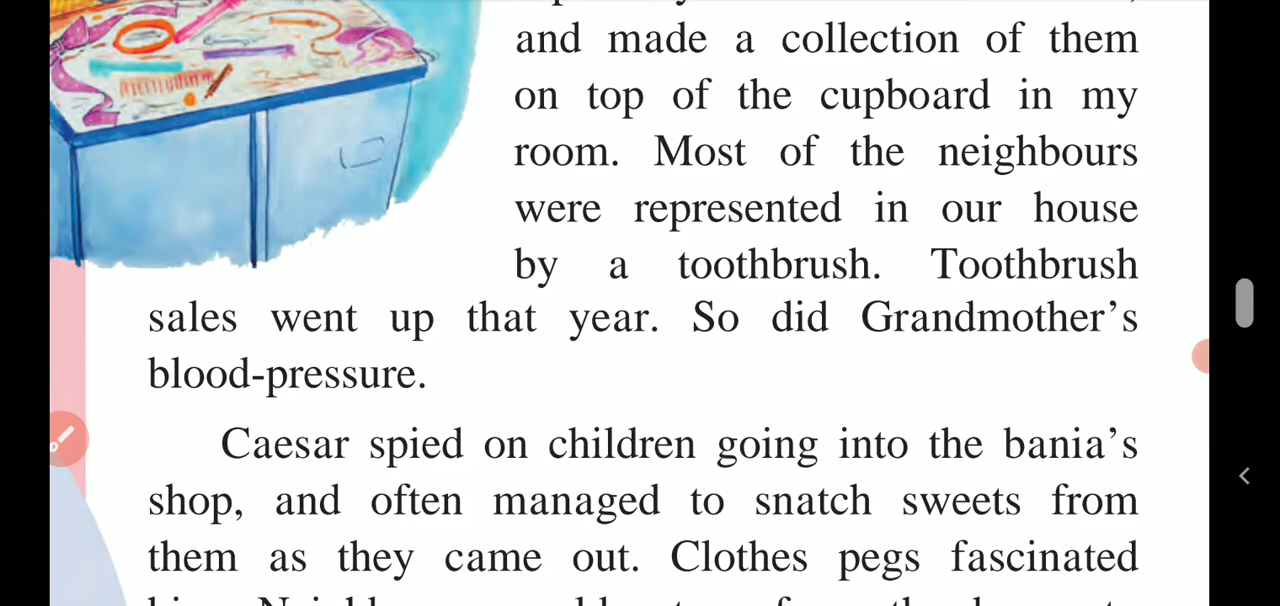 and made a collection of them
on top of the cupboard in my
room. Most of the neighbours
were represented in our house
by a toothbrush. Toothbrush
sales went up that year. So did Grandmother’s
blood-pressure.
Caesar spied on children going into the bania’s
shop, and often managed to snatch sweets from
them as they came out. Clothes pegs fascinated